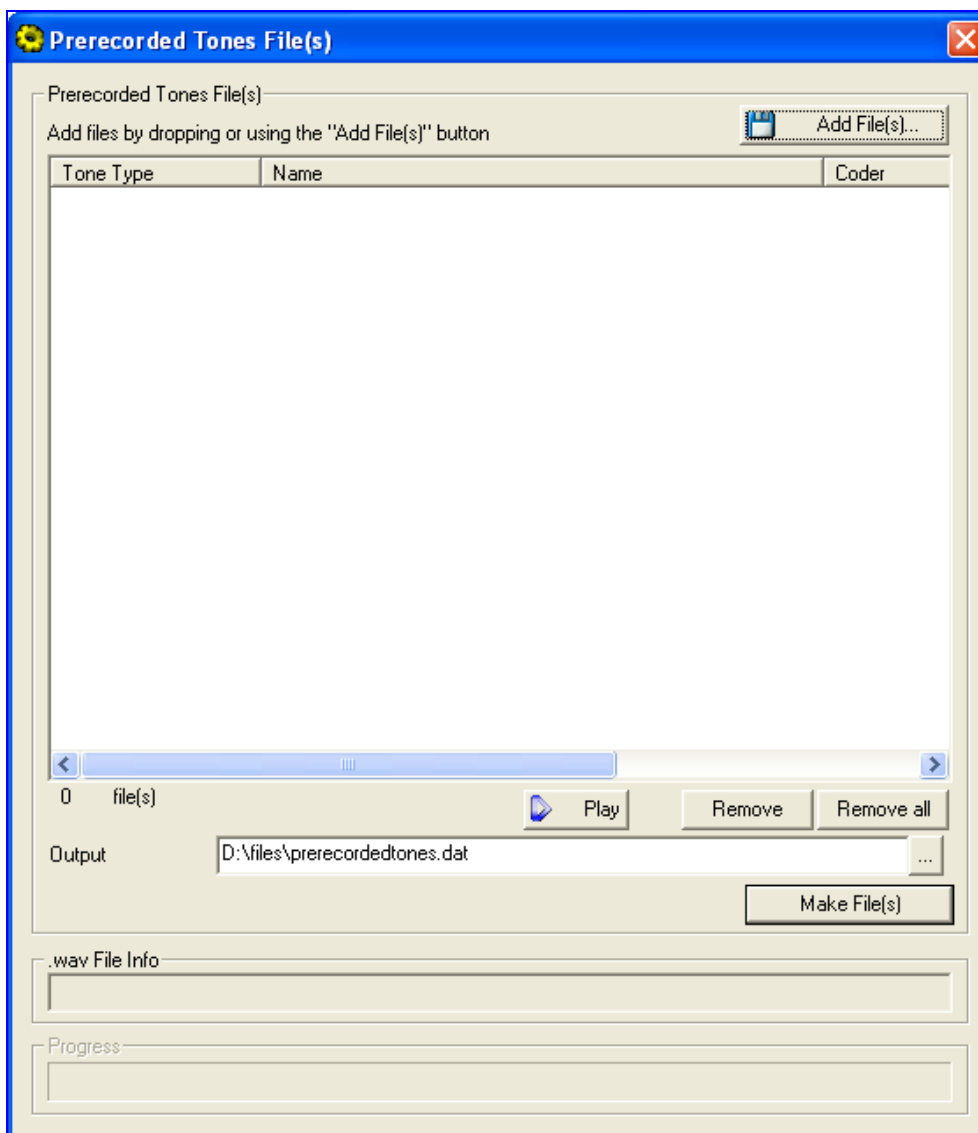 Prerecorded Tones File(s)
Prerecorded Tones File(s)
Add files by dropping or using the "Add File(s)" button
Add File(s)...
Tone Type Name Coder
0 file(s)
Play Remove Remove all
Output D:\files\prerecordedtones.dat ...
Make File(s)
.wav File Info
Progress